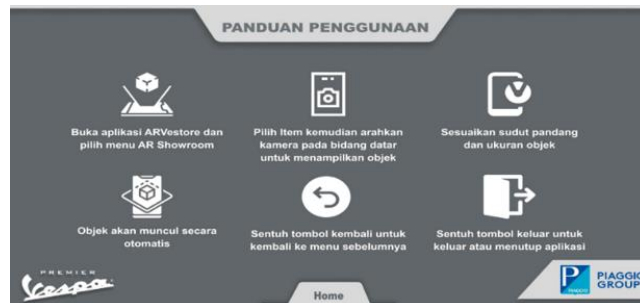 PANDUAN PENGGUNAAN
Buka aplikasi ARVestore dan
pilih menu AR Showroom
Pilih Item kemudian arahkan
kamera pada bidang datar
untuk menampilkan objek
Sesuaikan sudut pandang
dan ukuran objek
Objek akan muncul secara
otomatis
Sentuh tombol kembali untuk
kembali ke menu sebelumnya
Sentuh tombol keluar untuk
keluar atau menutup aplikasi
PREMIER
Vespa
Home
PIAGGIO
PIAGGIO
GROUP